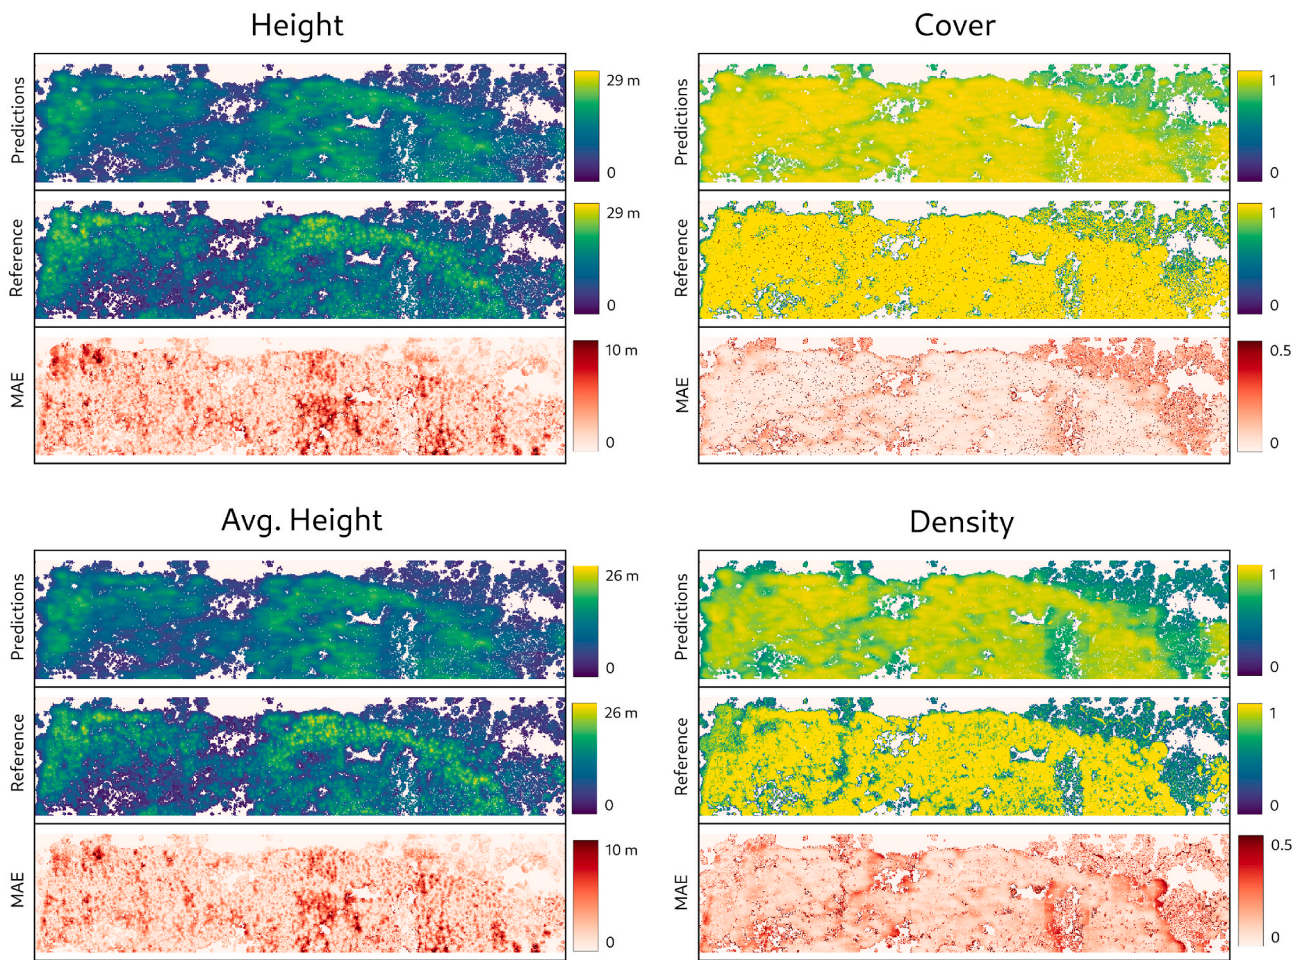 Height
Predictions
29 m
0
Reference
29 m
0
MAE
10 m
0
Cover
Predictions
1
0
Reference
1
0
MAE
0.5
0
Avg. Height
Predictions
26 m
0
Reference
26 m
0
MAE
10 m
0
Density
Predictions
1
0
Reference
1
0
MAE
0.5
0